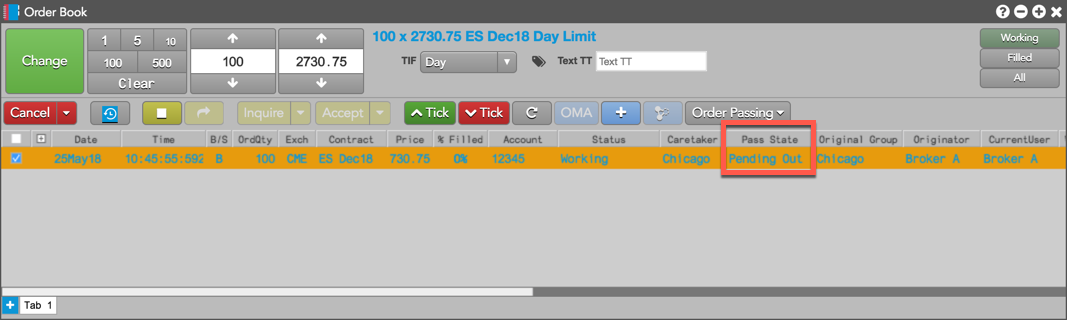 Order Book
100 x 2730.75 ES Dec18 Day Limit
Change
1 5 10
100 500
Clear
100
2730.75
TIF Day Text TT Text TT
Working
Filled
All
Cancel Inquire Accept Tick Tick OMA Order Passing
Date Time B/S OrdQty Exch Contract Price % Filled Account Status Caretaker Pass State Original Group Originator CurrentUser
25May18 10:45:55:592 B 100 CME ES Dec18 730.75 0% 12345 Working Chicago Pending Out Chicago Broker A Broker A
Tab 1